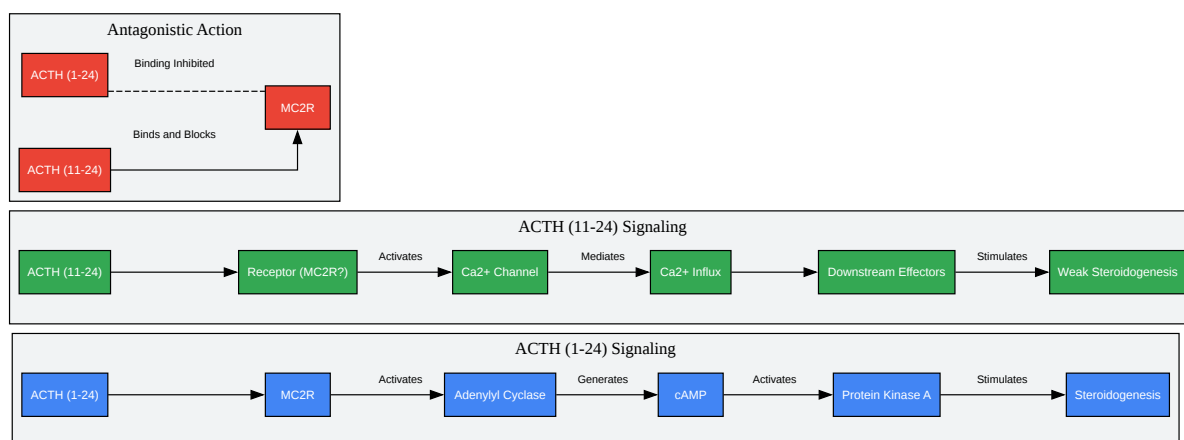 Antagonistic Action
ACTH (1-24)
Binding Inhibited
MC2R
Binds and Blocks
ACTH (11-24)
ACTH (11-24) Signaling
ACTH (11-24)
Receptor (MC2R?)
Activates
Ca2+ Channel
Mediates
Ca2+ Influx
Downstream Effectors
Stimulates
Weak Steroidogenesis
ACTH (1-24) Signaling
ACTH (1-24)
MC2R
Activates
Adenylyl Cyclase
Generates
cAMP
Activates
Protein Kinase A
Stimulates
Steroidogenesis